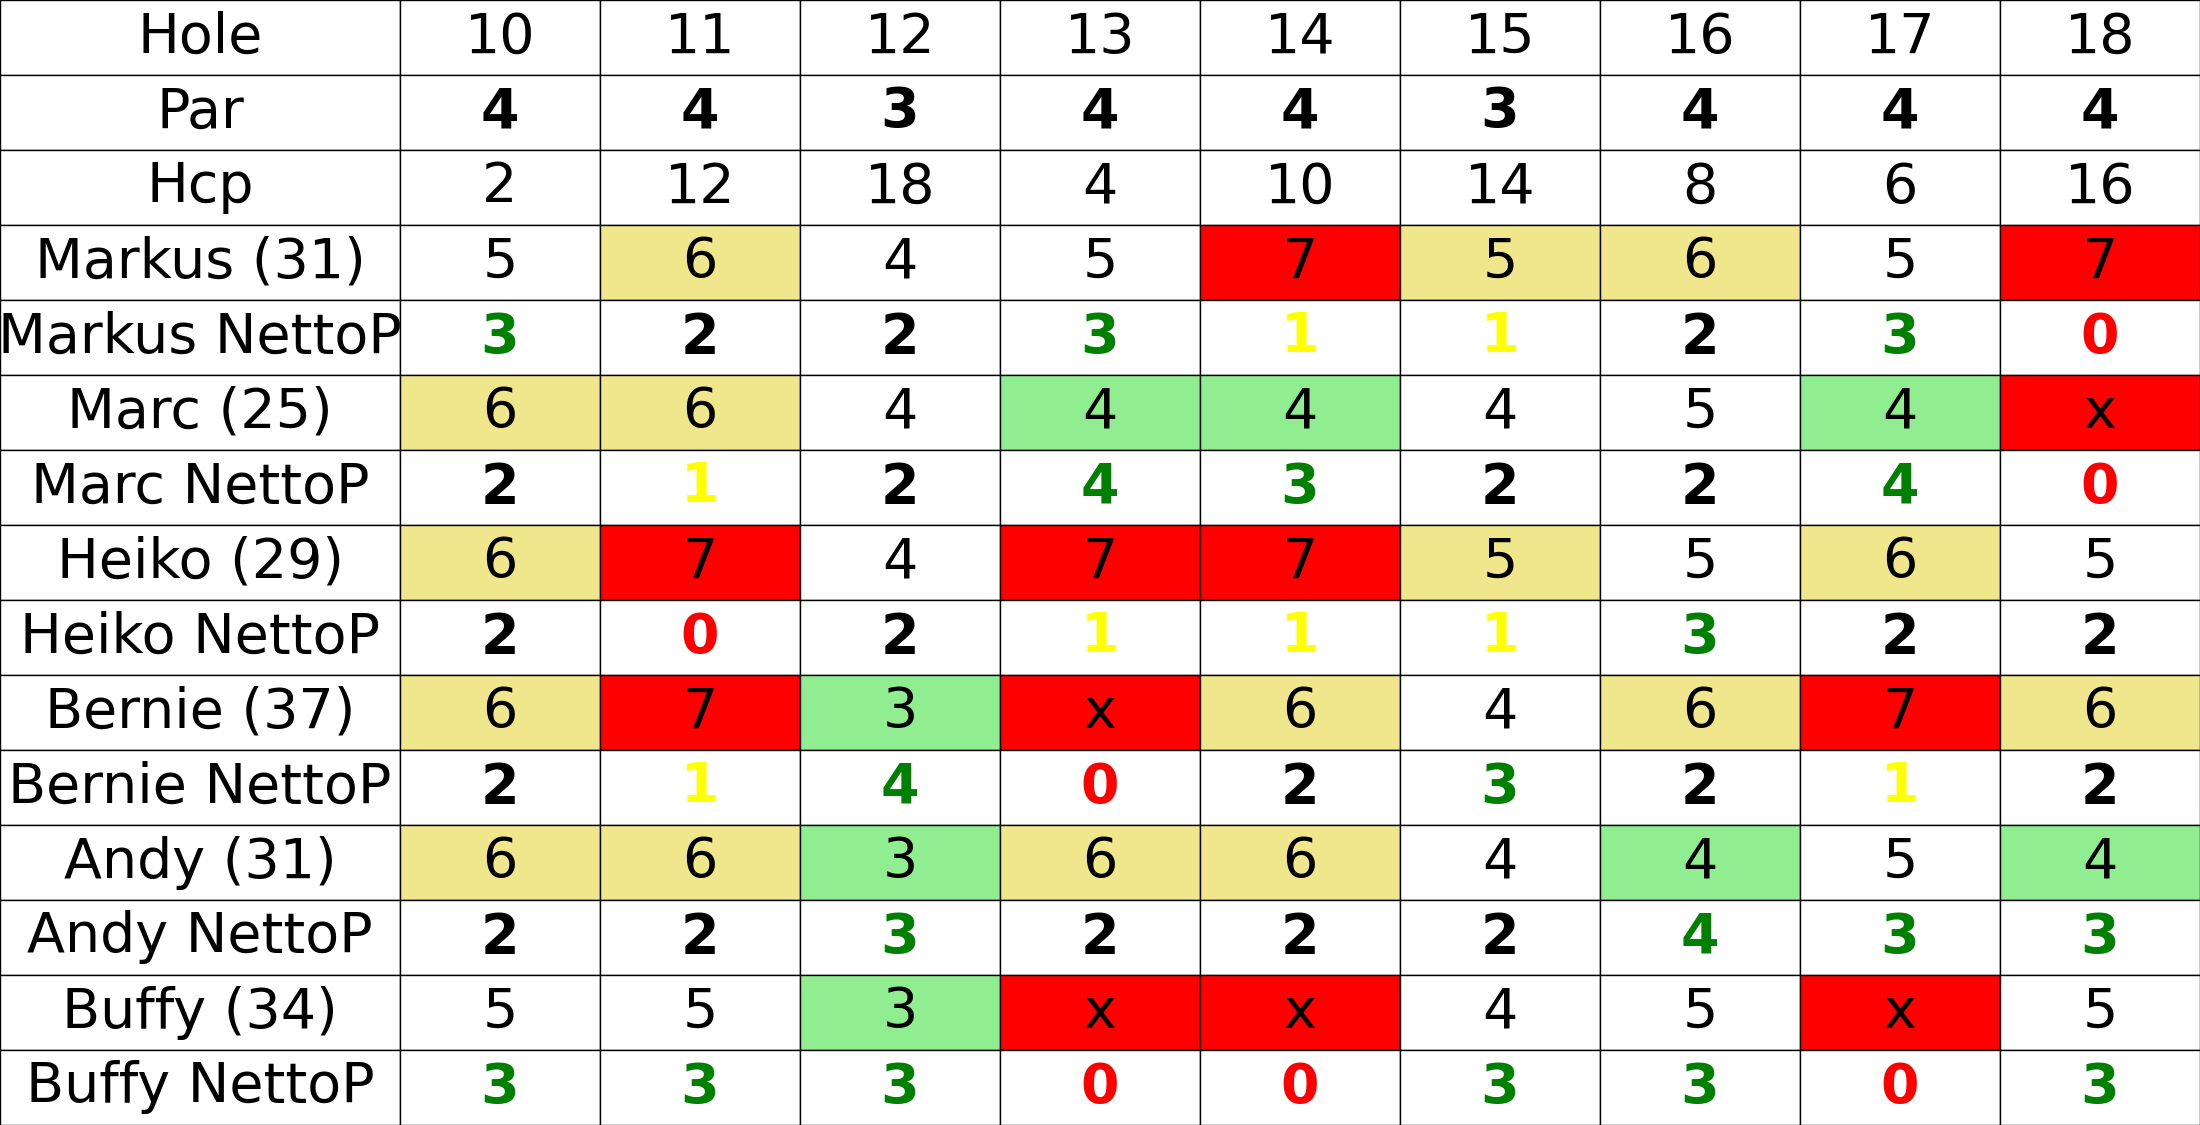 Hole 10 11 12 13 14 15 16 17 18
Par 4 4 3 4 4 3 4 4 4
Hcp 2 12 18 4 10 14 8 6 16
Markus (31) 5 6 4 5 7 5 6 5 7
Markus NettoP 3 2 2 3 1 1 2 3 0
Marc (25) 6 6 4 4 4 4 5 4 x
Marc NettoP 2 1 2 4 3 2 2 4 0
Heiko (29) 6 7 4 7 7 5 5 6 5
Heiko NettoP 2 0 2 1 1 1 3 2 2
Bernie (37) 6 7 3 x 6 4 6 7 6
Bernie NettoP 2 1 4 0 2 3 2 1 2
Andy (31) 6 6 3 6 6 4 4 5 4
Andy NettoP 2 2 3 2 2 2 4 3 3
Buffy (34) 5 5 3 x x 4 5 x 5
Buffy NettoP 3 3 3 0 0 3 3 0 3